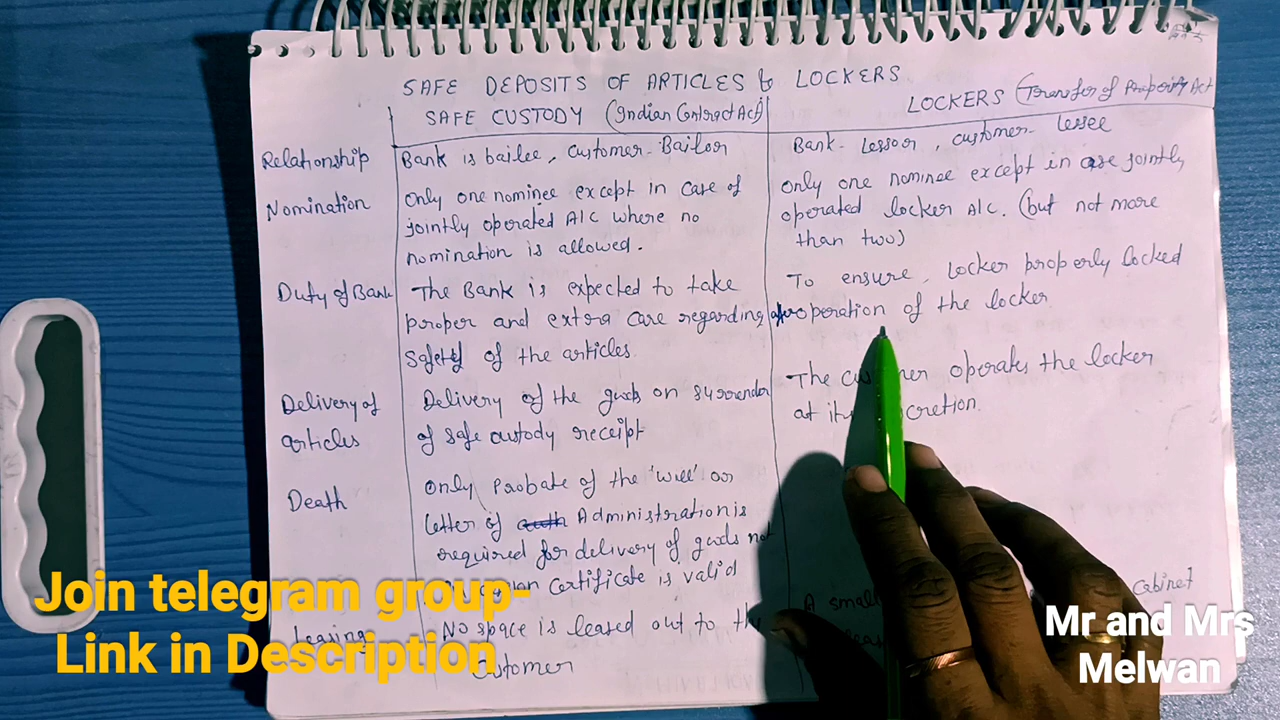 SAFE DEPOSITS OF ARTICLES & LOCKERS
SAFE CUSTODY (Indian Contract Act)
LOCKERS (Transfer of Property Act
Relationship
Bank is bailee, customer-Bailor
Bank- Lessor, customer- lessee
Nomination
Only one nominee except in care of
jointly operated A/C where no
nomination is allowed.
only one nominee except in case jointly
operated locker A/C. (but not more
than two)
Duty of Bank
The Bank is expected to take
proper and extra care regarding
safety of the articles
To ensure, Locker properly locked
after operation of the locker
Delivery of
articles
Delivery of the goods on surrender
of safe custody receipt
The operates the locker
at
Death
Only Probate of the 'will' or
letter of Administration is
required for delivery of goods not
certificate is valid
A small cabinet
Leasing
No space is leased out to the
customer
Join telegram group-
Link in Description
Mr and Mrs
Melwan